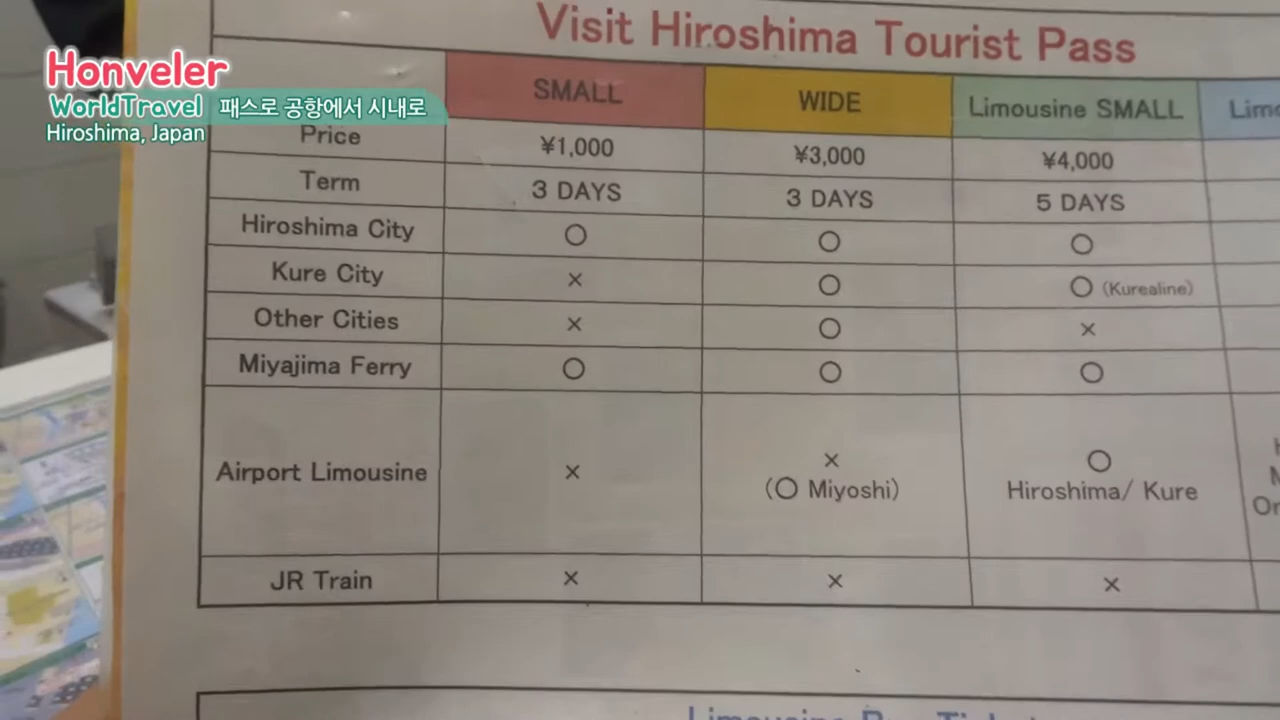 Visit Hiroshima Tourist Pass
Honveler
WorldTravel 패스로 공항에서 시내로
Hiroshima, Japan
SMALL WIDE Limousine SMALL
Price ¥1,000 ¥3,000 ¥4,000
Term 3 DAYS 3 DAYS 5 DAYS
Hiroshima City ○ ○ ○
Kure City × ○ ○ (Kurealine)
Other Cities × ○ ×
Miyajima Ferry ○ ○ ○
Airport Limousine × × (○ Miyoshi) ○ Hiroshima/ Kure
JR Train × × ×